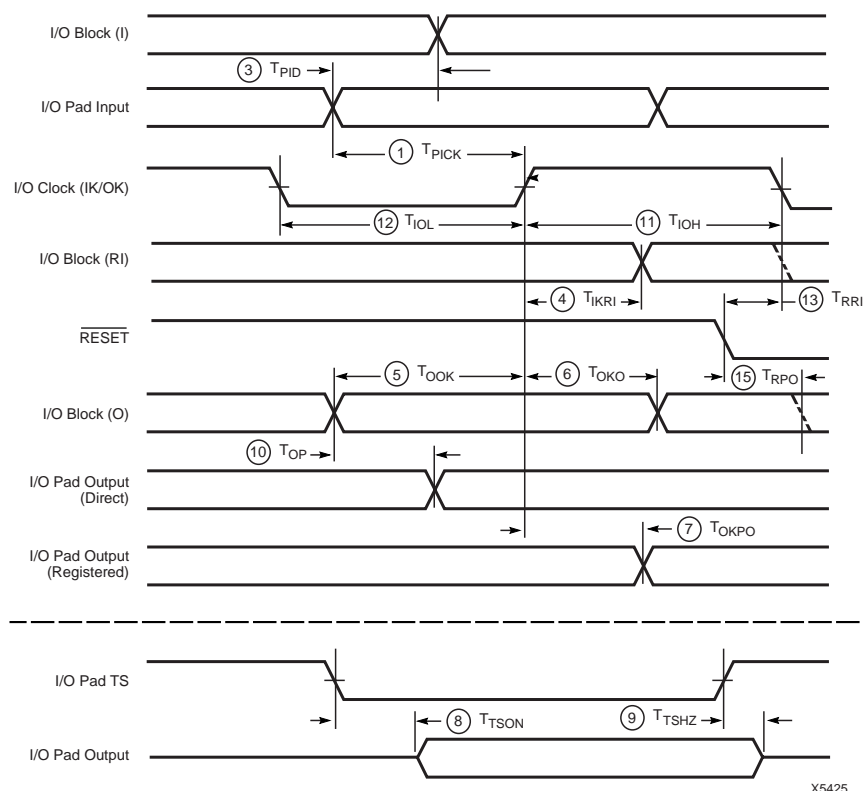 I/O Block (I)
3 TPID
I/O Pad Input
1 TPICK
I/O Clock (IK/OK)
12 TIOL
11 TIOH
I/O Block (RI)
4 TIKRI
13 TRRI
RESET
5 TOOK
6 TOKO
15 TRPO
I/O Block (O)
10 TOP
I/O Pad Output
(Direct)
7 TOKPO
I/O Pad Output
(Registered)
I/O Pad TS
8 TTSON
9 TTSHZ
I/O Pad Output
X5425